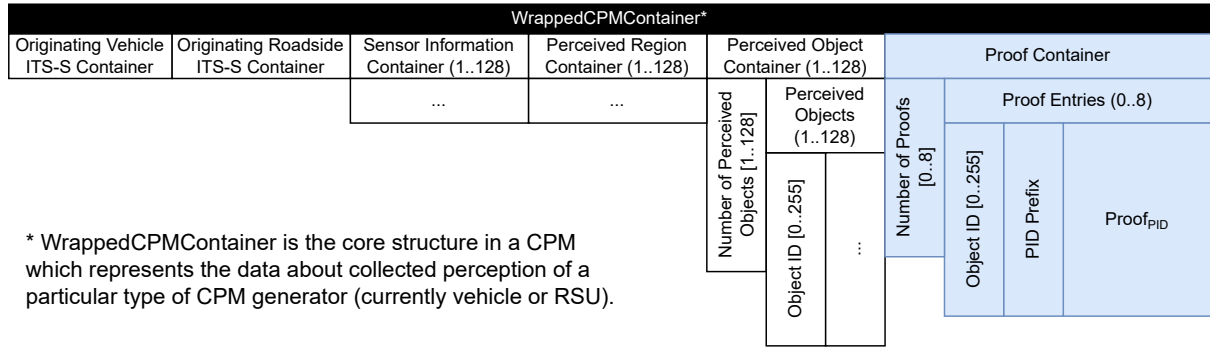 WrappedCPMContainer*
Originating Vehicle
ITS-S Container
Originating Roadside
ITS-S Container
Sensor Information
Container (1..128)
Perceived Region
Container (1..128)
Perceived Object
Container (1..128)
Proof Container
...
...
Number of Perceived
Objects [1..128]
Perceived
Objects
(1..128)
Number of Proofs
[0..8]
Proof Entries (0..8)
Object ID [0..255]
...
Object ID [0..255]
PID Prefix
ProofPID
* WrappedCPMContainer is the core structure in a CPM
which represents the data about collected perception of a
particular type of CPM generator (currently vehicle or RSU).